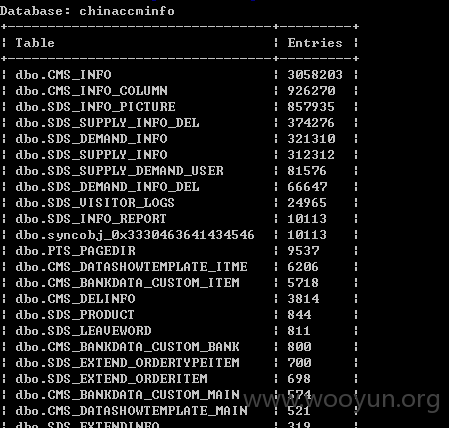 Database: chinaccminfo
+--------------------------------+---------+
| Table | Entries |
+--------------------------------+---------+
| dbo.CMS_INFO | 3058203 |
| dbo.CMS_INFO_COLUMN | 926270 |
| dbo.SDS_INFO_PICTURE | 857935 |
| dbo.SDS_SUPPLY_INFO_DEL | 374276 |
| dbo.SDS_DEMAND_INFO | 321310 |
| dbo.SDS_SUPPLY_INFO | 312312 |
| dbo.SDS_SUPPLY_DEMAND_USER | 81576 |
| dbo.SDS_DEMAND_INFO_DEL | 66647 |
| dbo.SDS_VISITOR_LOGS | 24965 |
| dbo.SDS_INFO_REPORT | 10113 |
| dbo.syncobj_0x3330463641434546 | 10113 |
| dbo.PTS_PAGEDIR | 9537 |
| dbo.CMS_DATASHOWTEMPLATE_ITME | 6206 |
| dbo.CMS_BANKDATA_CUSTOM_ITEM | 5718 |
| dbo.CMS_DELINFO | 3814 |
| dbo.SDS_PRODUCT | 844 |
| dbo.SDS_LEAVEWORD | 811 |
| dbo.CMS_BANKDATA_CUSTOM_BANK | 800 |
| dbo.SDS_EXTEND_ORDERTYPEITEM | 700 |
| dbo.SDS_EXTEND_ORDERITEM | 698 |
| dbo.CMS_BANKDATA_CUSTOM_MAIN | 574 |
| dbo.CMS_DATASHOWTEMPLATE_MAIN | 521 |
| dbo.SDS_EXTENDINFO | 319 |
www.wooyun.org